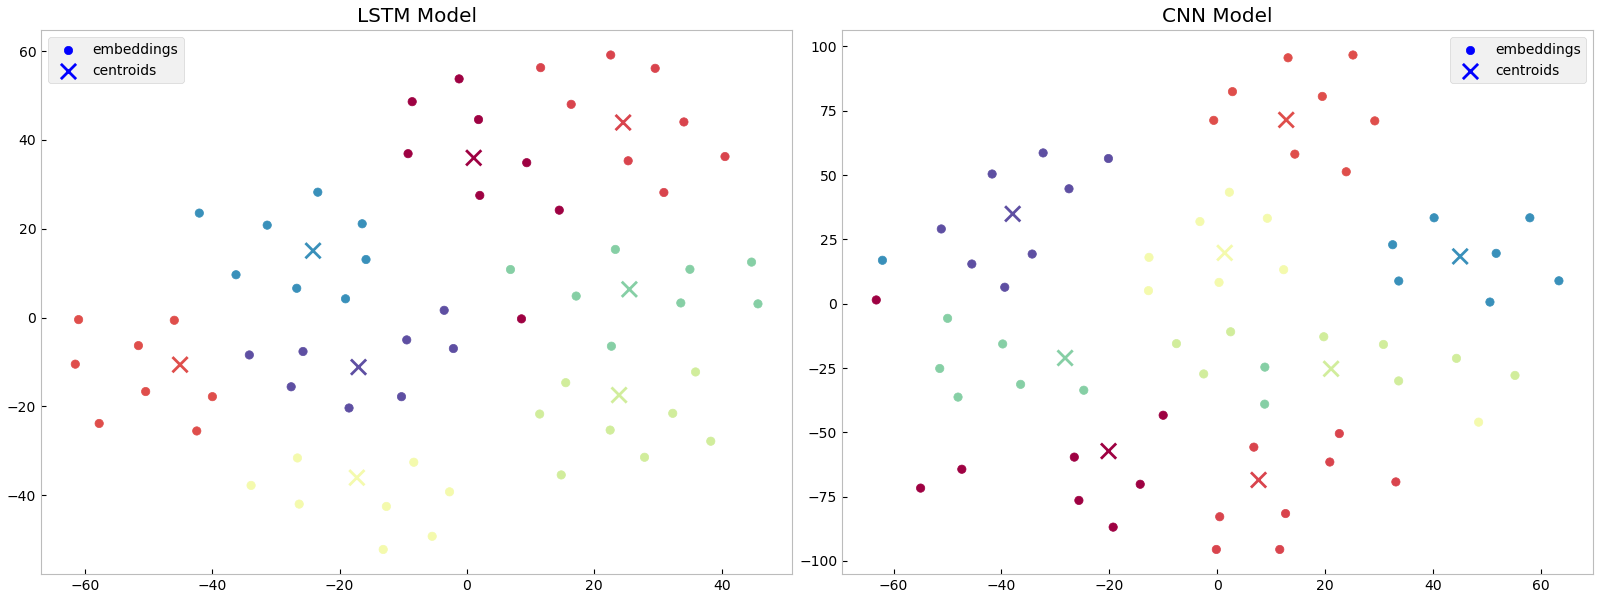 LSTM Model
embeddings
centroids
60
40
20
0
−20
−40
−60 −40 −20 0 20 40
CNN Model
embeddings
centroids
100
75
50
25
0
−25
−50
−75
−100
−60 −40 −20 0 20 40 60